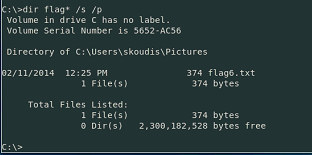 C:\>dir flag* /s /p
Volume in drive C has no label.
Volume Serial Number is 5652-AC56
Directory of C:\Users\skoudis\Pictures
02/11/2014  12:25 PM               374 flag6.txt
1 File(s)            374 bytes
Total Files Listed:
1 File(s)            374 bytes
0 Dir(s)   2,300,182,528 bytes free
C:\>